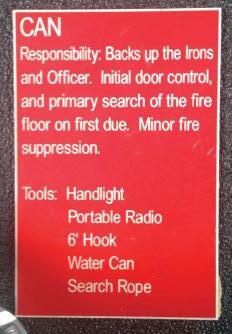 CAN
Responsibility: Backs up the Irons
and Officer. Initial door control,
and primary search of the fire
floor on first due. Minor fire
suppression.
Tools: Handlight
Portable Radio
6' Hook
Water Can
Search Rope